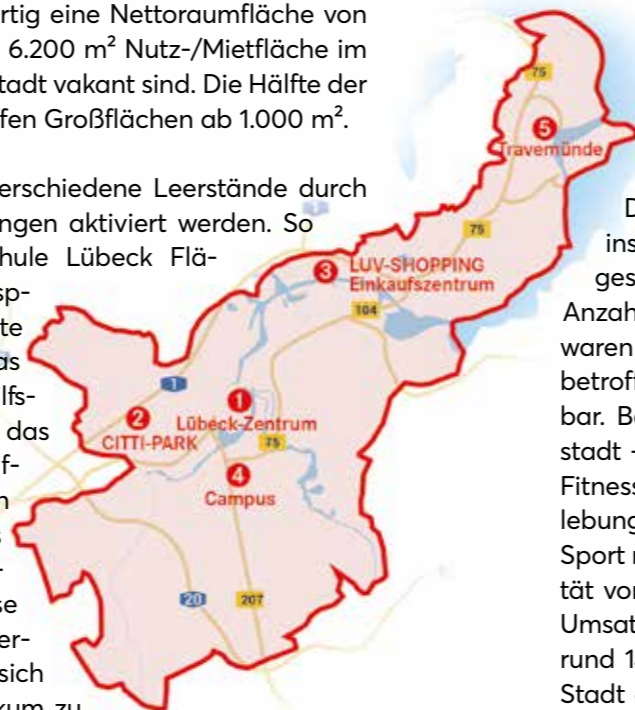 rtig eine Nettoraumfläche von
6.200 m² Nutz-/Mietfläche im
tadt vakant sind. Die Hälfte der
fen Großflächen ab 1.000 m².
erschiedene Leerstände durch
ngen aktiviert werden. So
hule Lübeck Flä-
sp-
te
as
ilfs-
das
f-
n
se
er-
sich
kum zu
75
5
Travemünde
75
3
LUV-SHOPPING
Einkaufszentrum
104
1
1
Lübeck-Zentrum
2
CITTI-PARK
75
4
Campus
20
207
D
ins
ges
Anzah
waren
betroff
bar. Be
stadt -
Fitness
lebung
Sport r
tät vor
Umsat
rund 1
Stadt